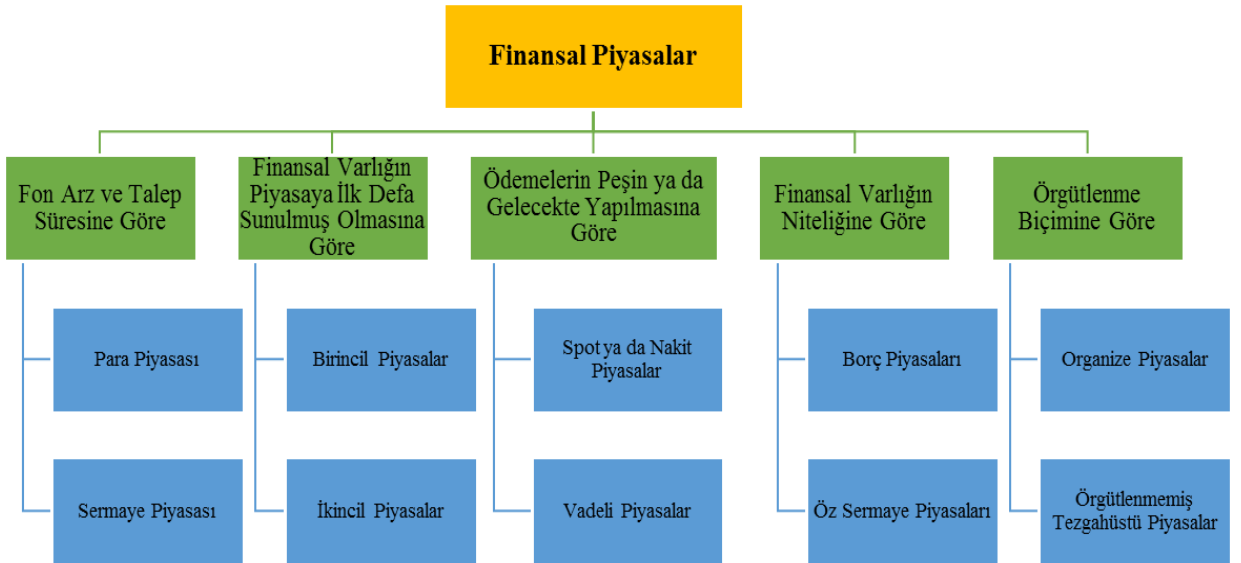 Finansal Piyasalar
Fon Arz ve Talep
Süresine Göre
Finansal Varlığın
Piyasaya İlk Defa
Sunulmuş Olmasına
Göre
Ödemelerin Peşin ya da
Gelecekte Yapılmasına
Göre
Finansal Varlığın
Niteliğine Göre
Örgütlenme
Biçimine Göre
Para Piyasası
Birincil Piyasalar
Spot ya da Nakit
Piyasalar
Borç Piyasaları
Organize Piyasalar
Sermaye Piyasası
İkincil Piyasalar
Vadeli Piyasalar
Öz Sermaye Piyasaları
Örgütlenmemiş
Tezgahüstü Piyasalar